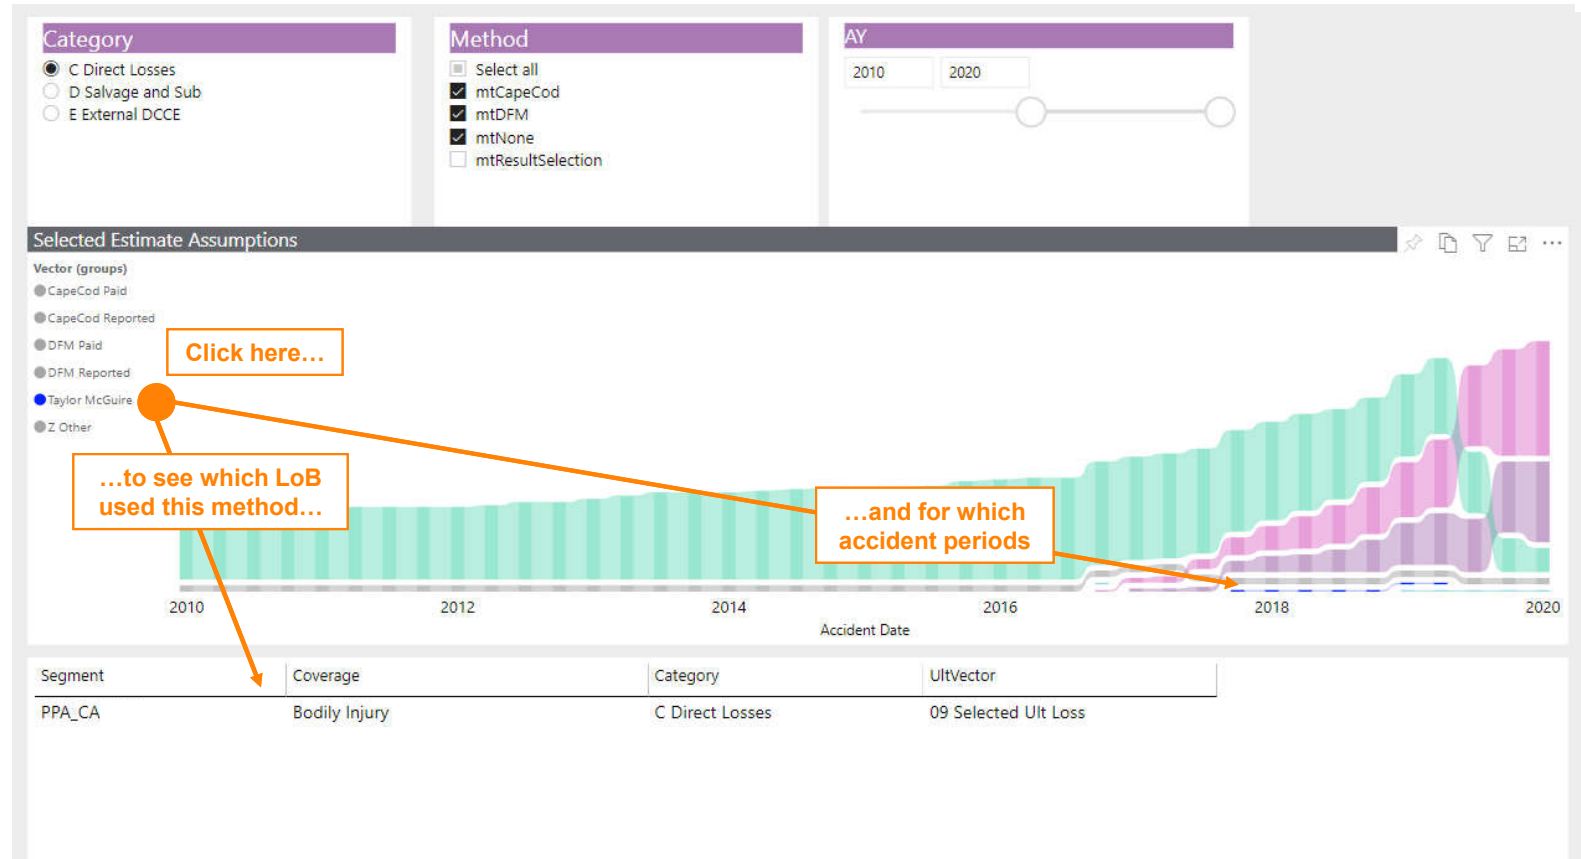 Category
C Direct Losses
D Salvage and Sub
E External DCCE
Method
Select all
mtCapeCod
mtDFM
mtNone
mtResultSelection
AY
2010 2020
Selected Estimate Assumptions
Vector (groups)
CapeCod Paid
CapeCod Reported
DFM Paid
DFM Reported
Taylor McGuire
Z Other
Click here…
…to see which LoB
used this method…
…and for which
accident periods
2010 2012 2014 2016 2018 2020
Accident Date
Segment Coverage Category UltVector
PPA_CA Bodily Injury C Direct Losses 09 Selected Ult Loss